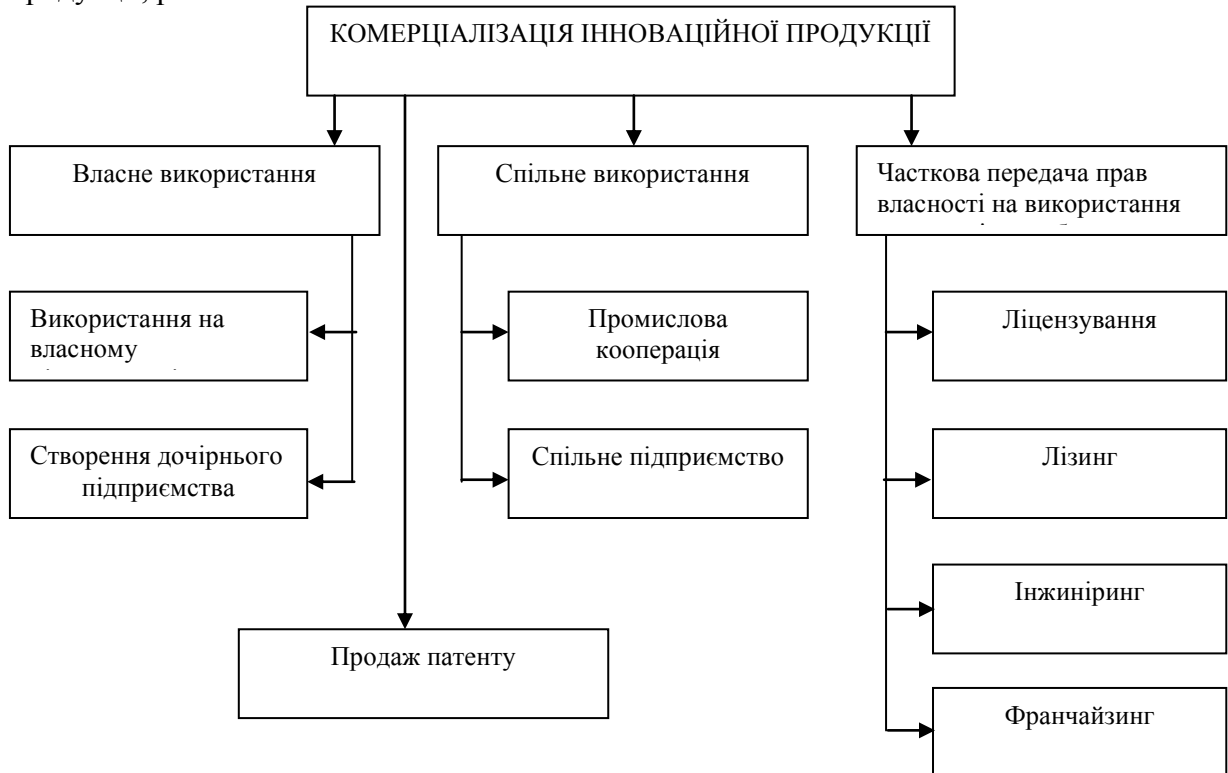 КОМЕРЦІАЛІЗАЦІЯ ІННОВАЦІЙНОЇ ПРОДУКЦІЇ
Власне використання
Спільне використання
Часткова передача прав
власності на використання
Використання на
власному
Промислова
кооперація
Ліцензування
Створення дочірнього
підприємства
Спільне підприємство
Лізинг
Інжиніринг
Продаж патенту
Франчайзинг